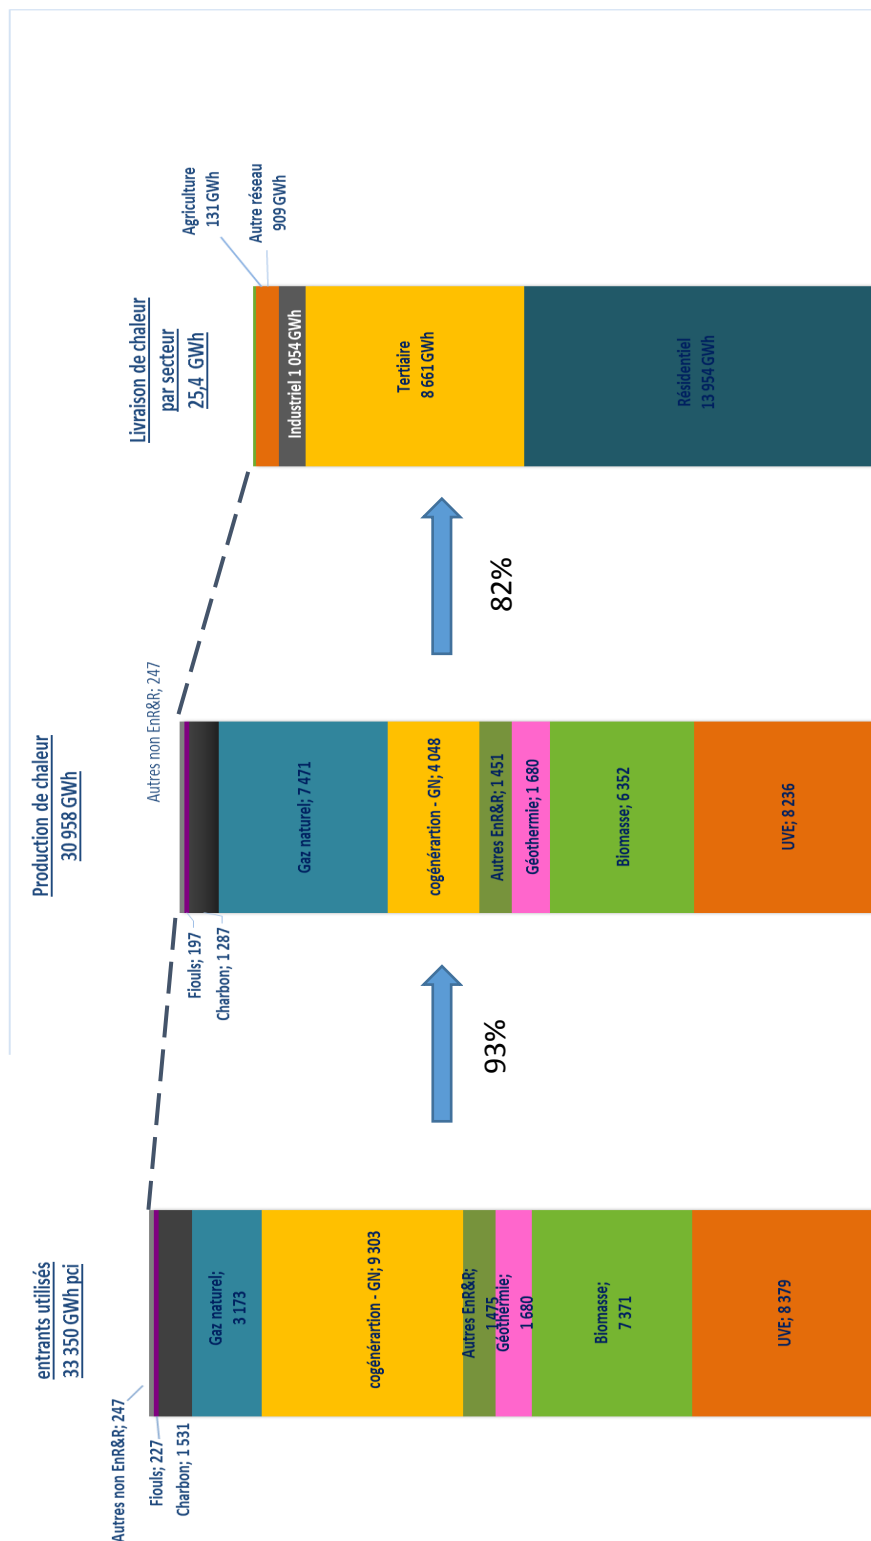 entrants utilisés
33 350 GWh pci
Autres non EnR&R; 247
Fiouls; 227
Charbon; 1 531
Gaz naturel;
3 173
cogénérartion - GN; 9 303
Autres EnR&R;
1 475
Géothermie;
1 680
Biomasse;
7 371
UVE; 8 379
93%
Production de chaleur
30 958 GWh
Autres non EnR&R; 247
Fiouls; 197
Charbon; 1 287
Gaz naturel; 7 471
cogénérartion - GN; 4 048
Autres EnR&R; 1 451
Géothermie; 1 680
Biomasse; 6 352
UVE; 8 236
82%
Livraison de chaleur
par secteur
25,4 GWh
Agriculture
131 GWh
Autre réseau
909 GWh
Industriel 1 054 GWh
Tertiaire
8 661 GWh
Résidentiel
13 954 GWh